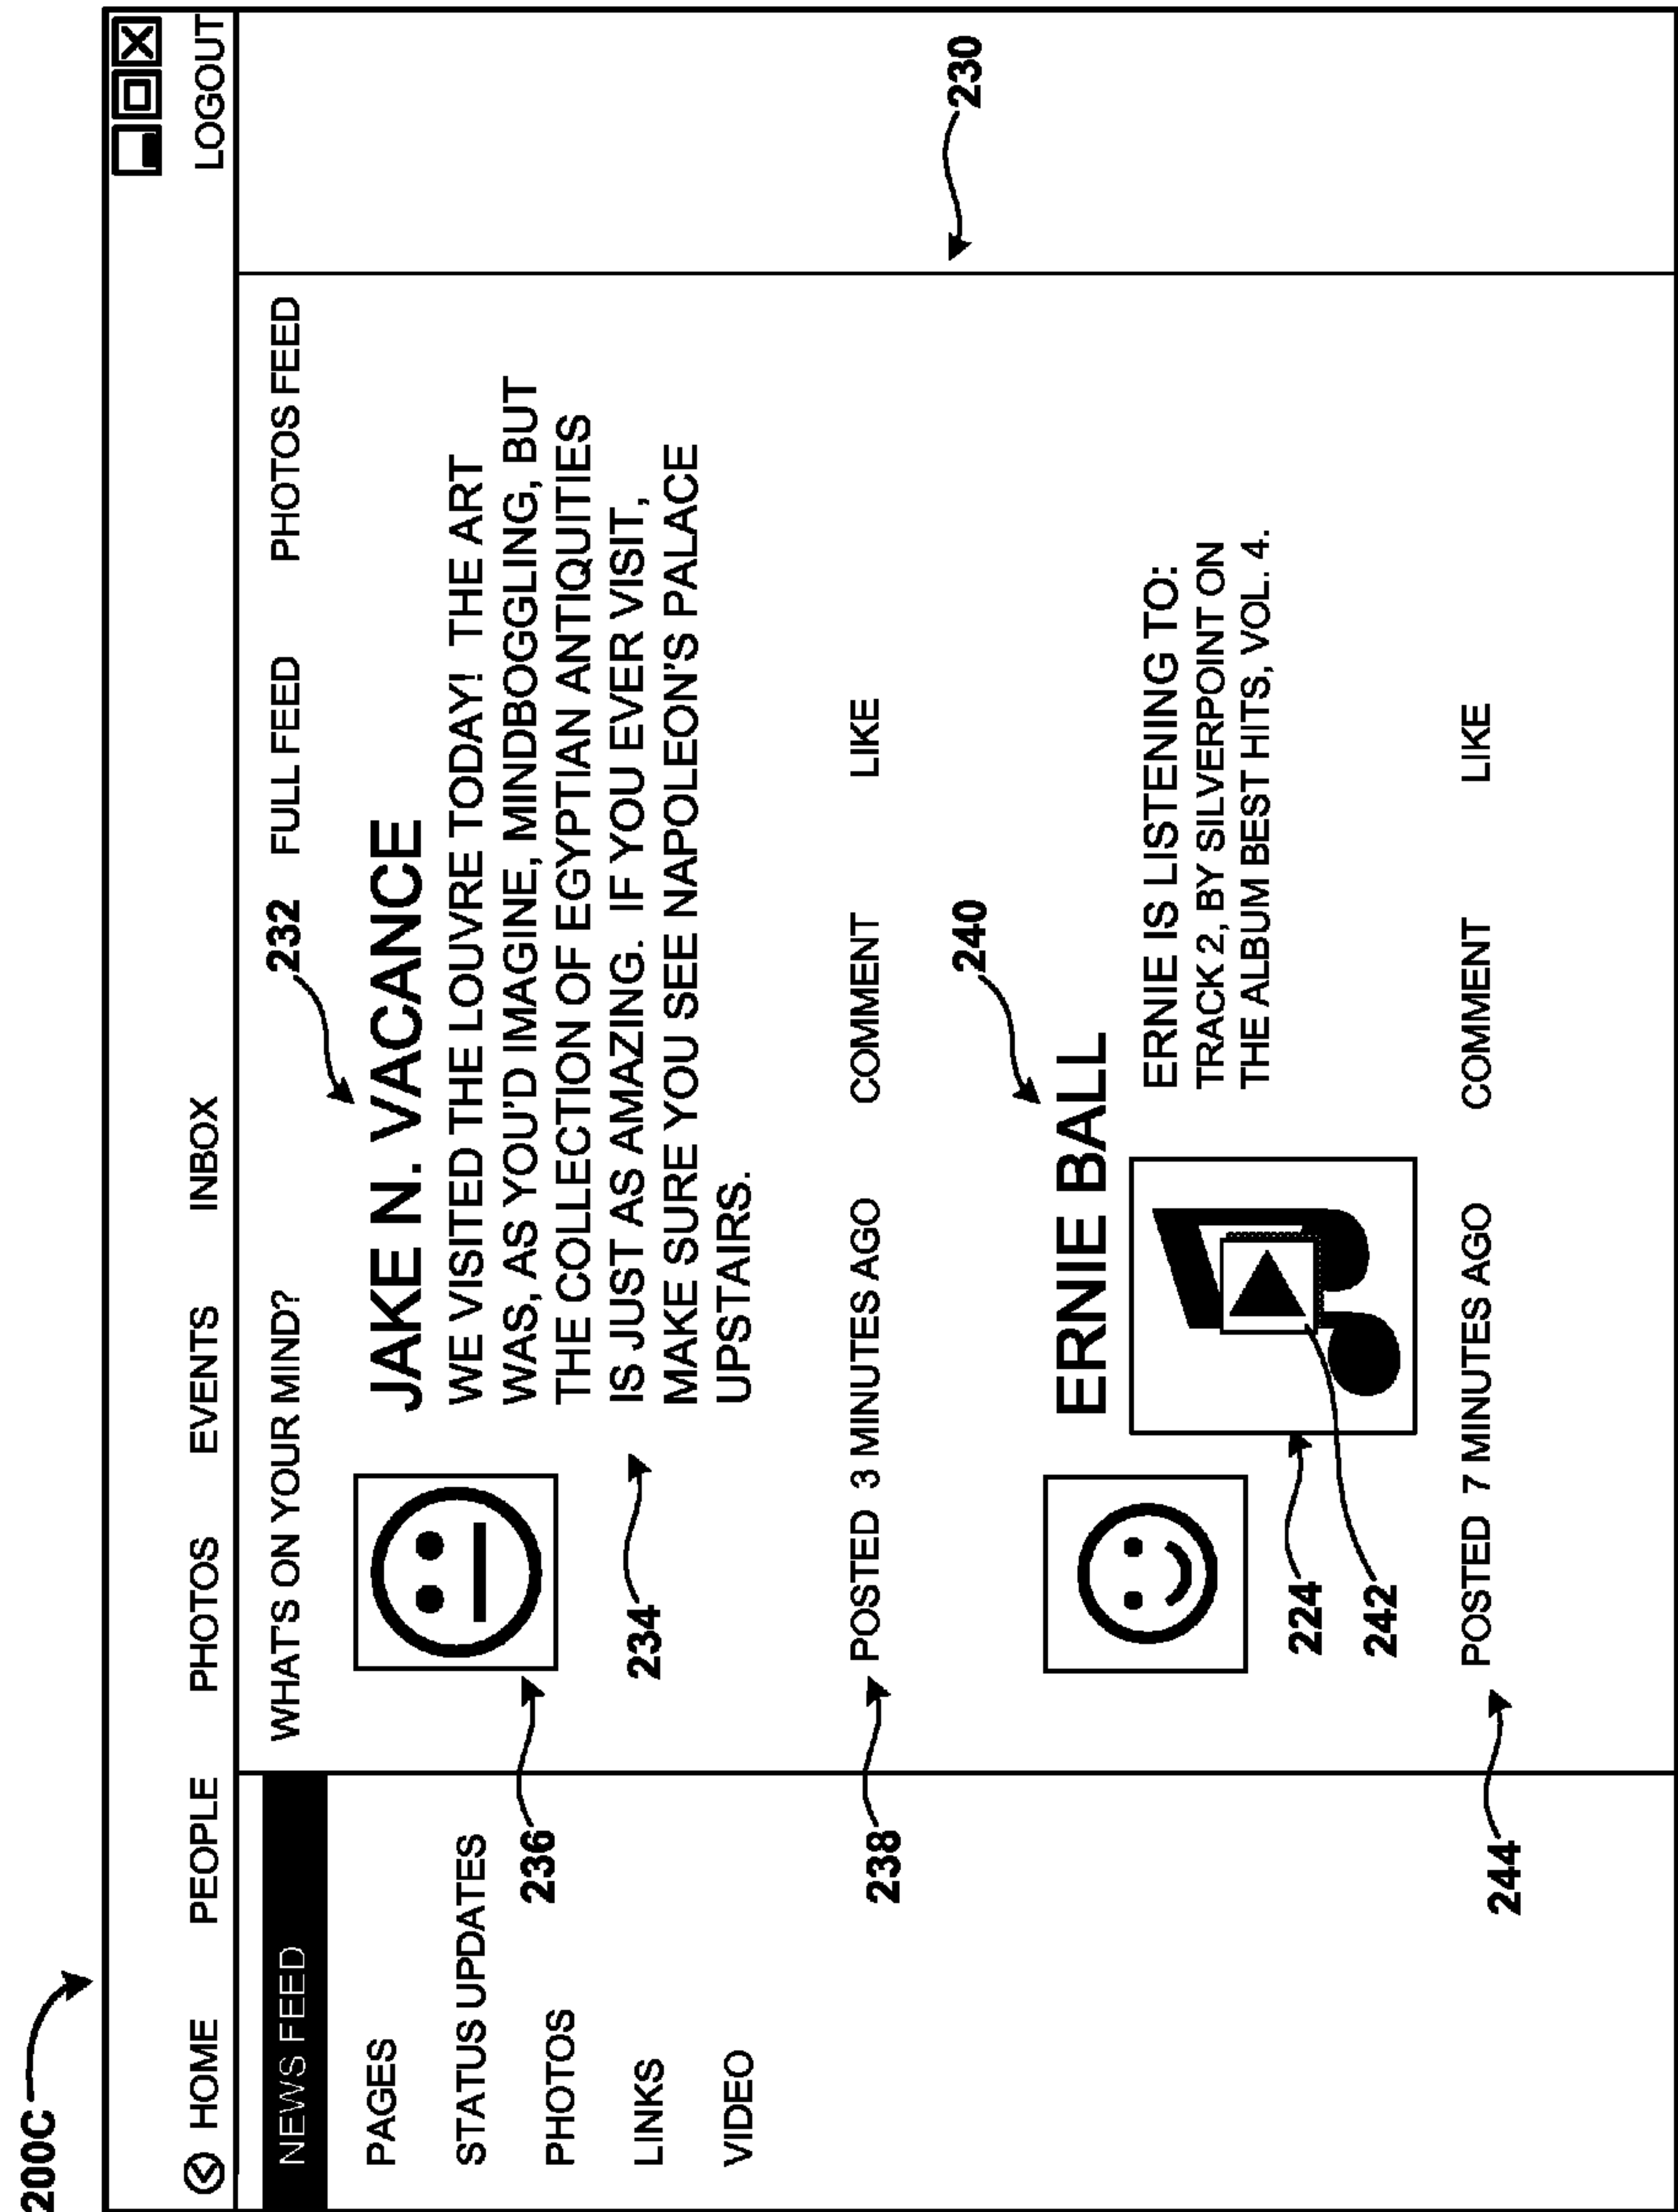 200C
HOME PEOPLE PHOTOS EVENTS INBOX LOGOUT
NEWS FEED
PAGES
STATUS UPDATES
PHOTOS
LINKS
VIDEO
WHAT'S ON YOUR MIND? 232 FULL FEED PHOTOS FEED
JAKE N. VACANCE
WE VISITED THE LOUVRE TODAY! THE ART
WAS, AS YOU'D IMAGINE, MINDBOGGLING, BUT
THE COLLECTION OF EGYPTIAN ANTIQUITIES
IS JUST AS AMAZING. IF YOU EVER VISIT,
MAKE SURE YOU SEE NAPOLEON'S PALACE
UPSTAIRS.
236
234
238
POSTED 3 MINUTES AGO COMMENT LIKE
240
230
ERNIE BALL
ERNIE IS LISTENING TO:
TRACK 2, BY SILVERPOINT ON
THE ALBUM BEST HITS, VOL. 4.
224
242
244
POSTED 7 MINUTES AGO COMMENT LIKE